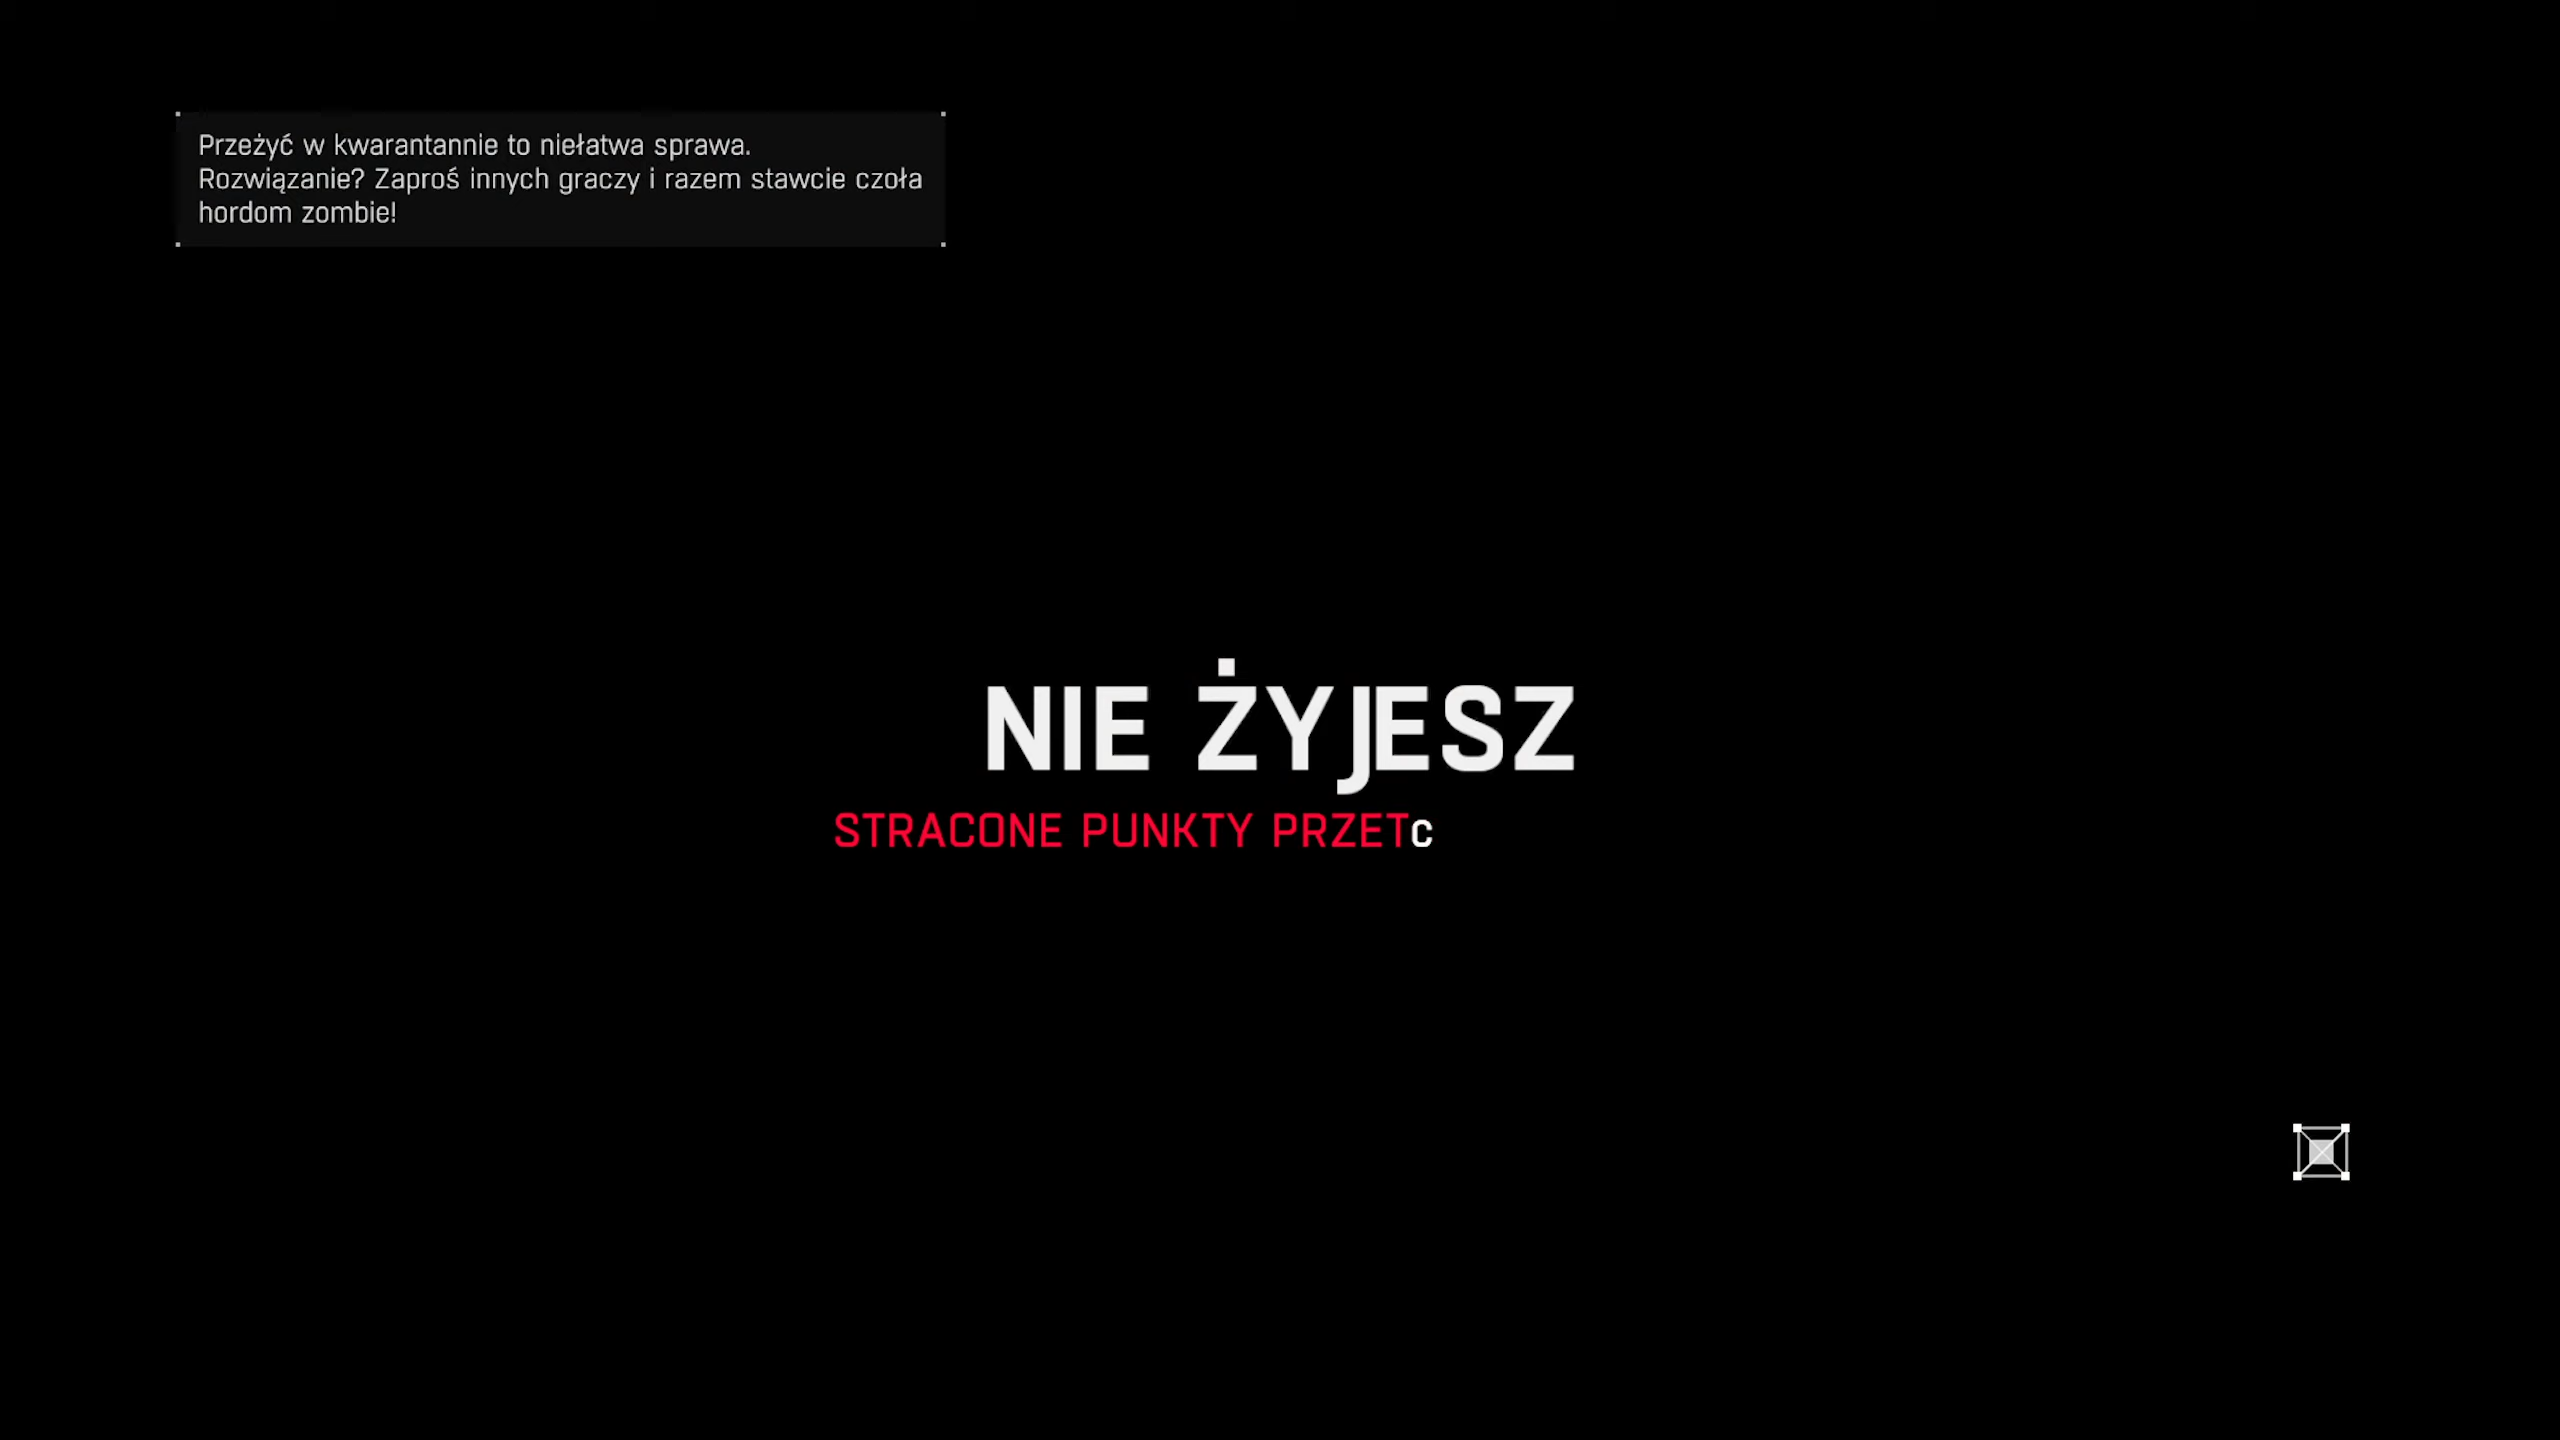 Przeżyć w kwarantannie to niełatwa sprawa.
Rozwiązanie? Zaproś innych graczy i razem stawcie czoła
hordom zombie!
NIE ŻYJESZ
STRACONE PUNKTY PRZETc